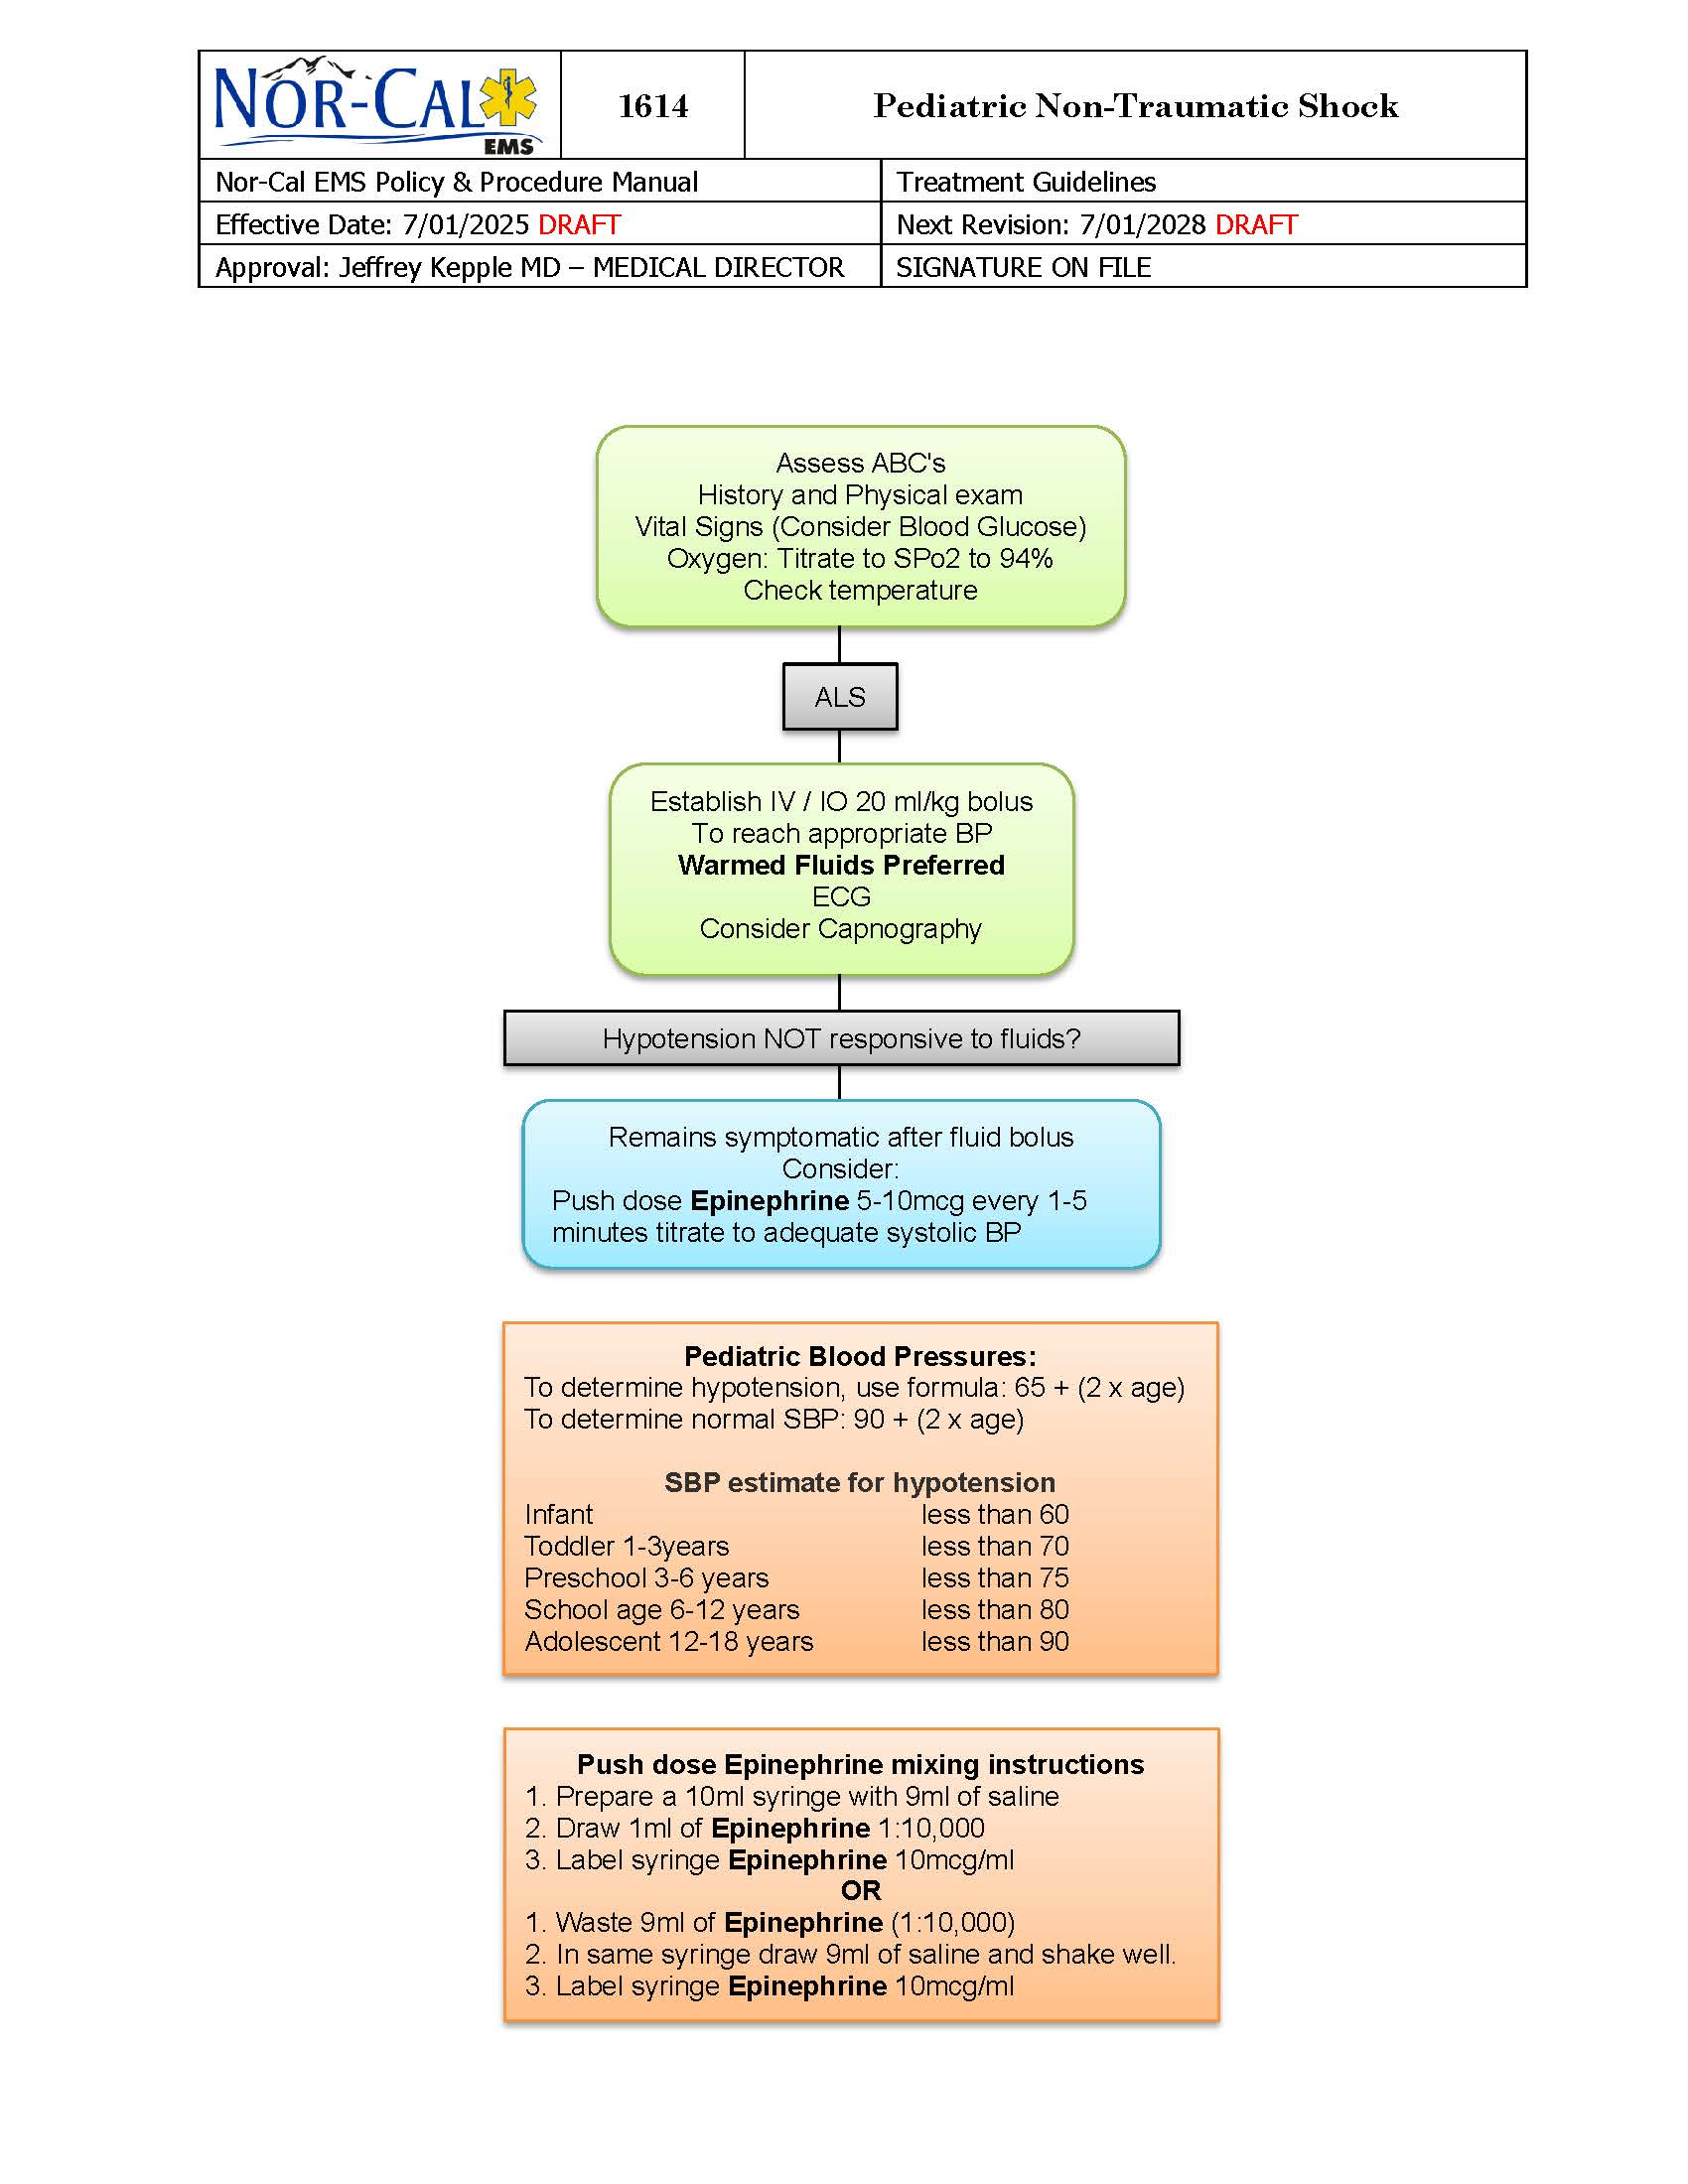 NOR-CAL
EMS
1614
Pediatric Non-Traumatic Shock
Nor-Cal EMS Policy & Procedure Manual
Treatment Guidelines
Effective Date: 7/01/2025 DRAFT
Next Revision: 7/01/2028 DRAFT
Approval: Jeffrey Kepple MD – MEDICAL DIRECTOR
SIGNATURE ON FILE
Assess ABC's
History and Physical exam
Vital Signs (Consider Blood Glucose)
Oxygen: Titrate to SPo2 to 94%
Check temperature
ALS
Establish IV / IO 20 ml/kg bolus
To reach appropriate BP
Warmed Fluids Preferred
ECG
Consider Capnography
Hypotension NOT responsive to fluids?
Remains symptomatic after fluid bolus
Consider:
Push dose Epinephrine 5-10mcg every 1-5
minutes titrate to adequate systolic BP
Pediatric Blood Pressures:
To determine hypotension, use formula: 65 + (2 x age)
To determine normal SBP: 90 + (2 x age)
SBP estimate for hypotension
Infant less than 60
Toddler 1-3years less than 70
Preschool 3-6 years less than 75
School age 6-12 years less than 80
Adolescent 12-18 years less than 90
Push dose Epinephrine mixing instructions
1. Prepare a 10ml syringe with 9ml of saline
2. Draw 1ml of Epinephrine 1:10,000
3. Label syringe Epinephrine 10mcg/ml
OR
1. Waste 9ml of Epinephrine (1:10,000)
2. In same syringe draw 9ml of saline and shake well.
3. Label syringe Epinephrine 10mcg/ml